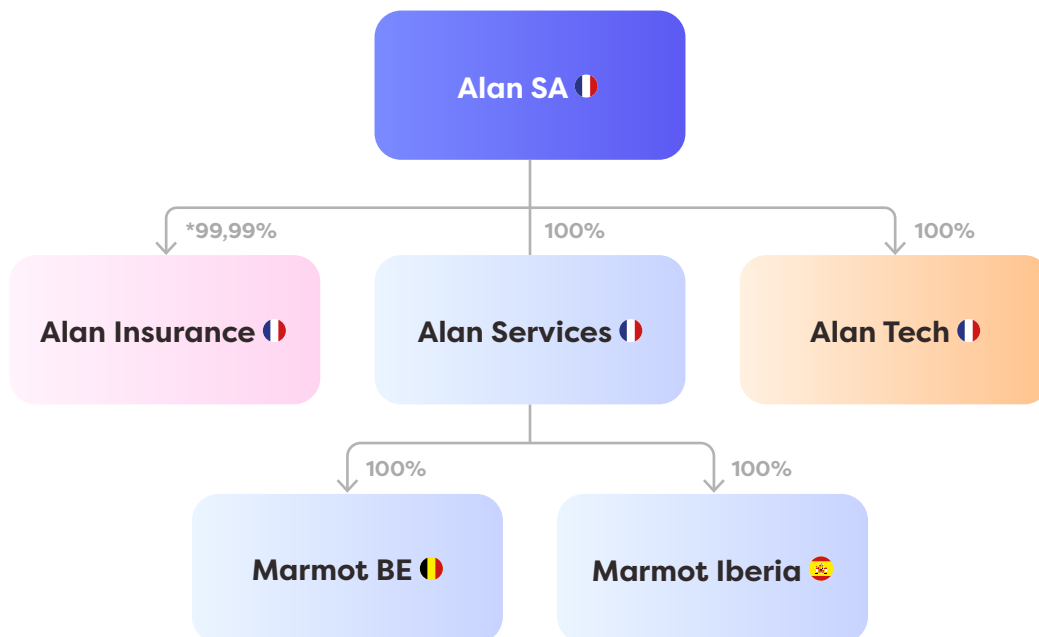 Alan SA
*99,99%
100%
100%
Alan Insurance
Alan Services
Alan Tech
100%
100%
Marmot BE
Marmot Iberia